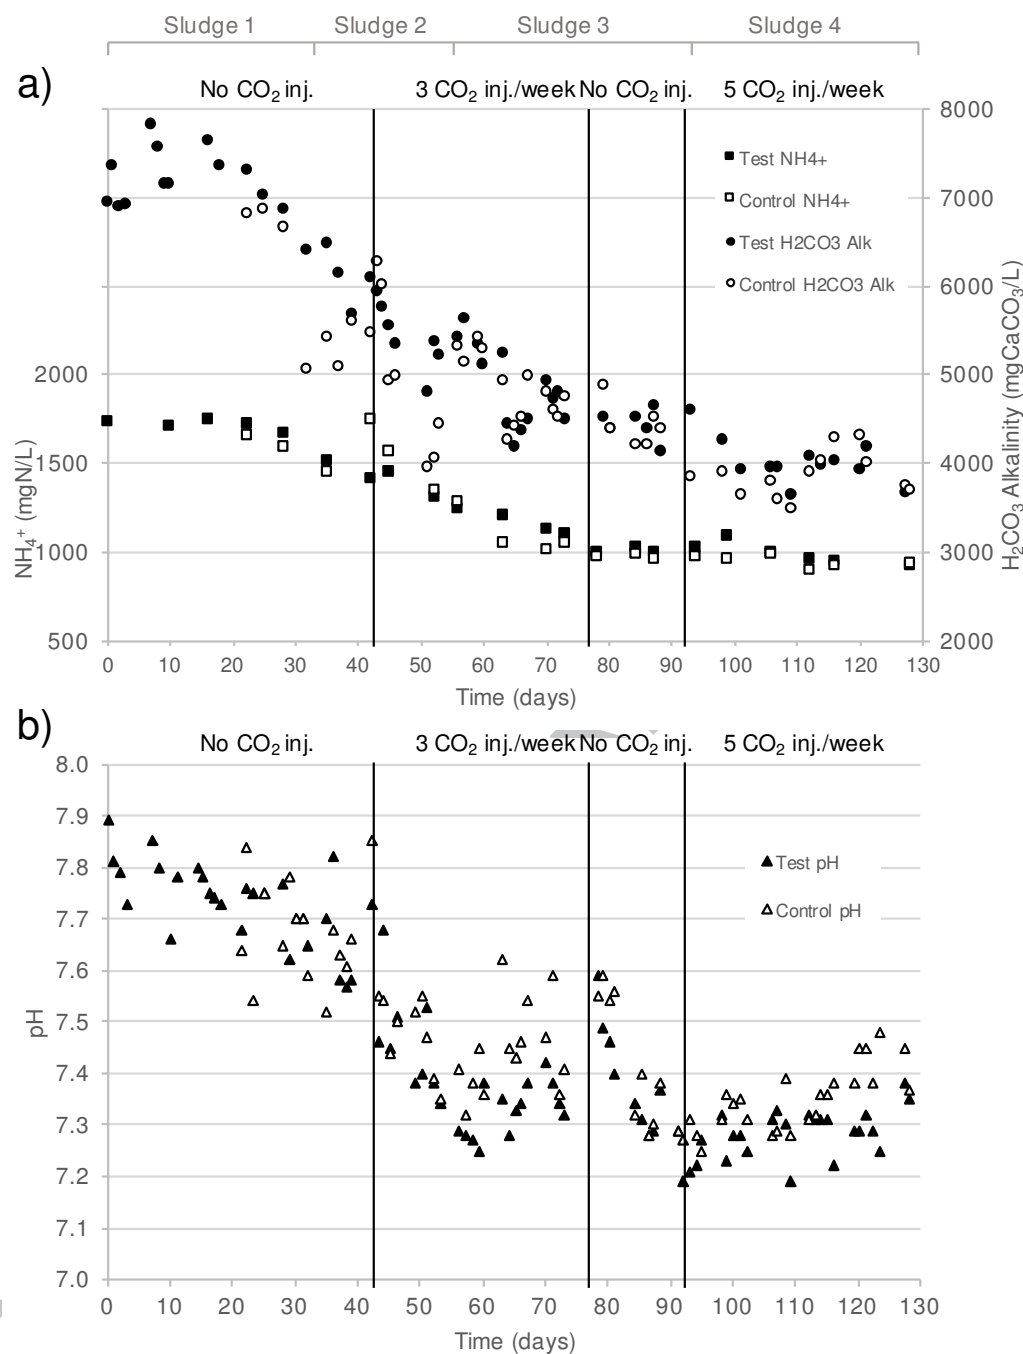 Sludge 1 Sludge 2 Sludge 3 Sludge 4
a)
No CO₂ inj. 3 CO₂ inj./week No CO₂ inj. 5 CO₂ inj./week
8000
Test NH4+
7000
Control NH4+
Test H2CO3 Alk
6000
Control H2CO3 Alk
2000 5000
1500 4000
1000 3000
500 2000
NH₄⁺ (mgN/L)
H₂CO₃ Alkalinity (mgCaCO₃/L)
0 10 20 30 40 50 60 70 80 90 100 110 120 130
Time (days)
b)
No CO₂ inj. 3 CO₂ inj./week No CO₂ inj. 5 CO₂ inj./week
8.0
7.9
7.8
Test pH
7.7
Control pH
7.6
7.5
7.4
7.3
7.2
7.1
7.0
pH
0 10 20 30 40 50 60 70 80 90 100 110 120 130
Time (days)